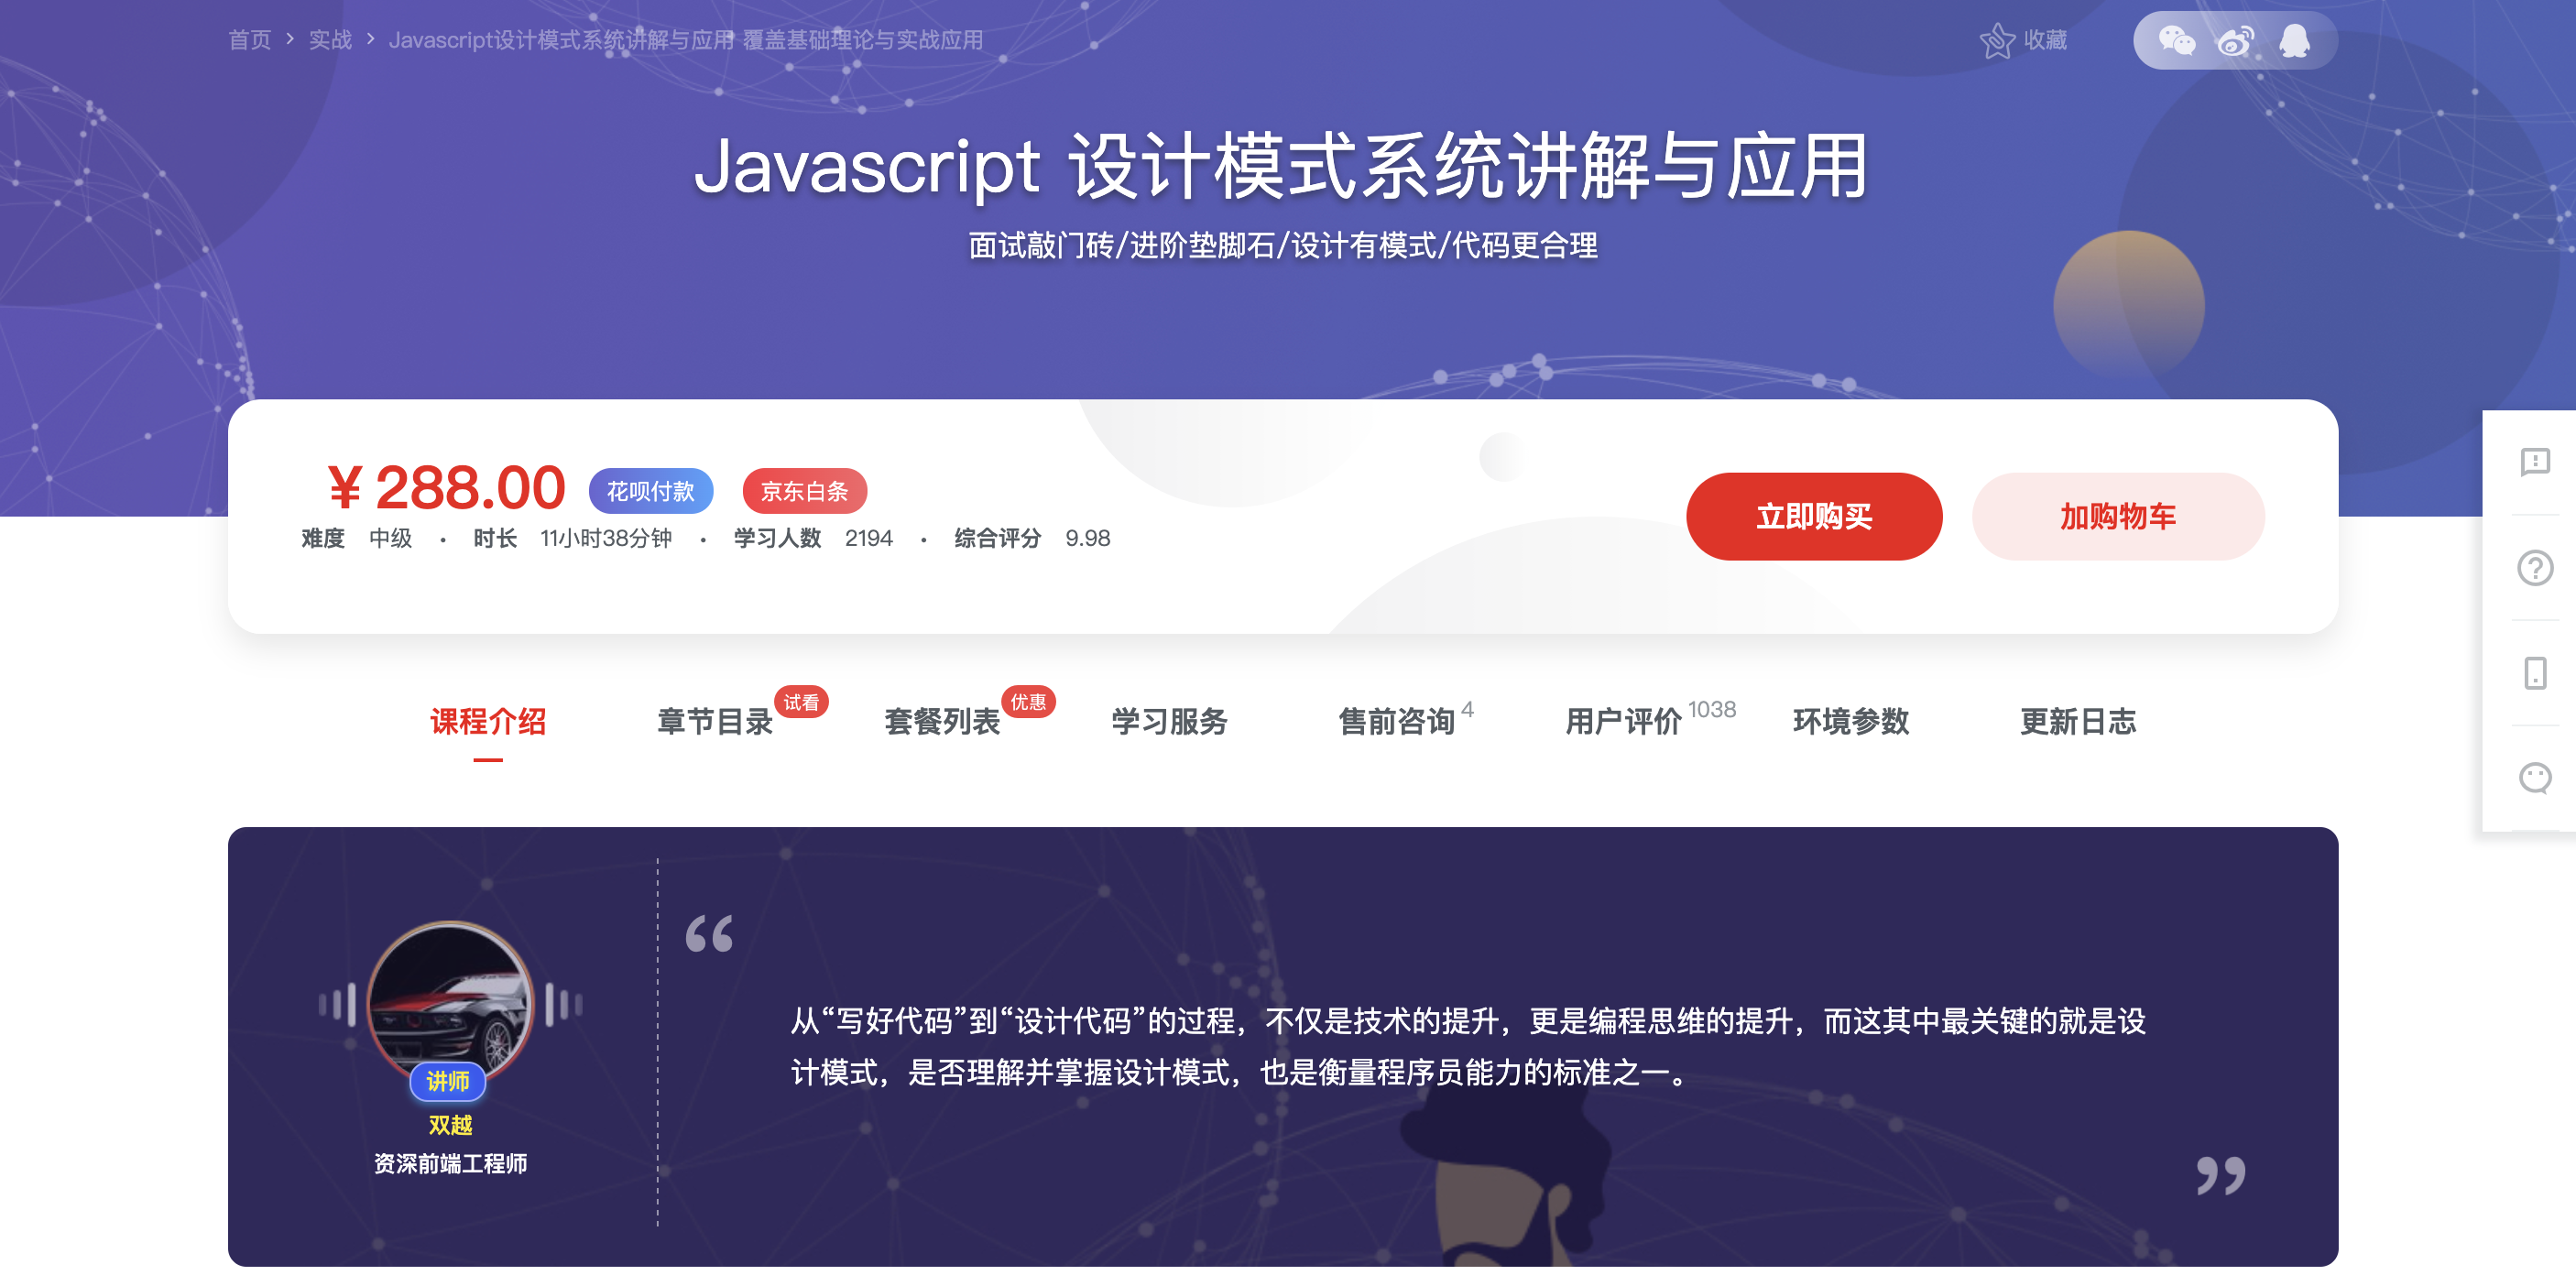 首页 > 实战 > Javascript设计模式系统讲解与应用 覆盖基础理论与实战应用
收藏
Javascript 设计模式系统讲解与应用
面试敲门砖/进阶垫脚石/设计有模式/代码更合理
¥ 288.00 花呗付款 京东白条
难度 中级 · 时长 11小时38分钟 · 学习人数 2194 · 综合评分 9.98
立即购买 加购物车
课程介绍 章节目录 试看 套餐列表 优惠 学习服务 售前咨询 4 用户评价 1038 环境参数 更新日志
“
从“写好代码”到“设计代码”的过程，不仅是技术的提升，更是编程思维的提升，而这其中最关键的就是设
计模式，是否理解并掌握设计模式，也是衡量程序员能力的标准之一。
”
讲师
双越
资深前端工程师